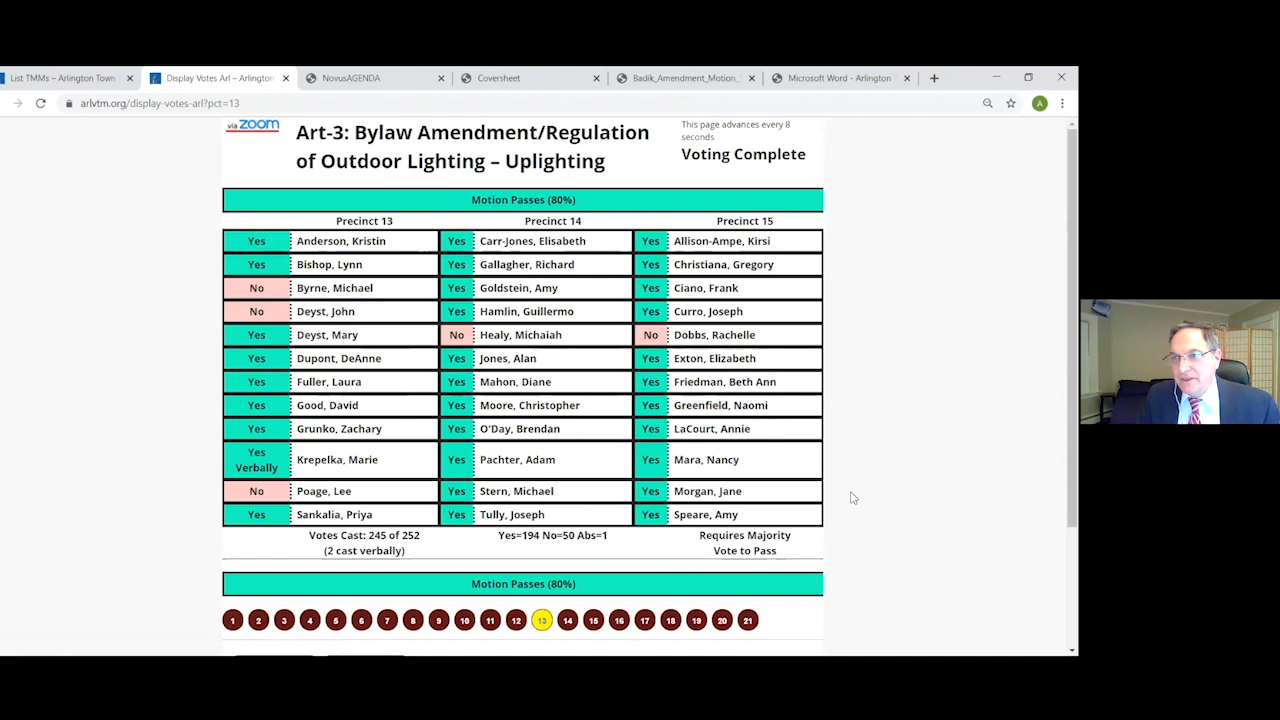 List TMMs – Arlington Town
Display Votes Arl – Arlington
NovusAGENDA
Coversheet
Badik_Amendment_Motion_
Microsoft Word - Arlington
arlvtm.org/display-votes-arl?pct=13
A
via zoom
Art-3: Bylaw Amendment/Regulation
of Outdoor Lighting – Uplighting
This page advances every 8
seconds
Voting Complete
Motion Passes (80%)
Precinct 13 Precinct 14 Precinct 15
Yes Anderson, Kristin Yes Carr-Jones, Elisabeth Yes Allison-Ampe, Kirsi
Yes Bishop, Lynn Yes Gallagher, Richard Yes Christiana, Gregory
No Byrne, Michael Yes Goldstein, Amy Yes Ciano, Frank
No Deyst, John Yes Hamlin, Guillermo Yes Curro, Joseph
Yes Deyst, Mary No Healy, Michaiah No Dobbs, Rachelle
Yes Dupont, DeAnne Yes Jones, Alan Yes Exton, Elizabeth
Yes Fuller, Laura Yes Mahon, Diane Yes Friedman, Beth Ann
Yes Good, David Yes Moore, Christopher Yes Greenfield, Naomi
Yes Grunko, Zachary Yes O'Day, Brendan Yes LaCourt, Annie
Yes Verbally Krepelka, Marie Yes Pachter, Adam Yes Mara, Nancy
No Poage, Lee Yes Stern, Michael Yes Morgan, Jane
Yes Sankalia, Priya Yes Tully, Joseph Yes Speare, Amy
Votes Cast: 245 of 252 Yes=194 No=50 Abs=1 Requires Majority
(2 cast verbally) Vote to Pass
Motion Passes (80%)
1 2 3 4 5 6 7 8 9 10 11 12 13 14 15 16 17 18 19 20 21